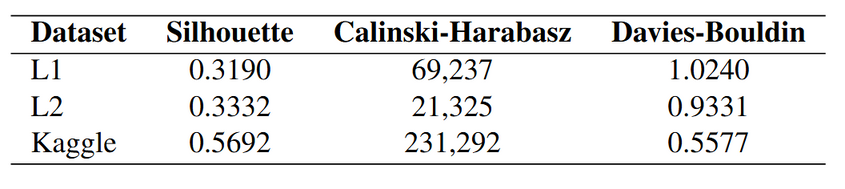 Dataset Silhouette Calinski-Harabasz Davies-Bouldin
L1 0.3190 69,237 1.0240
L2 0.3332 21,325 0.9331
Kaggle 0.5692 231,292 0.5577